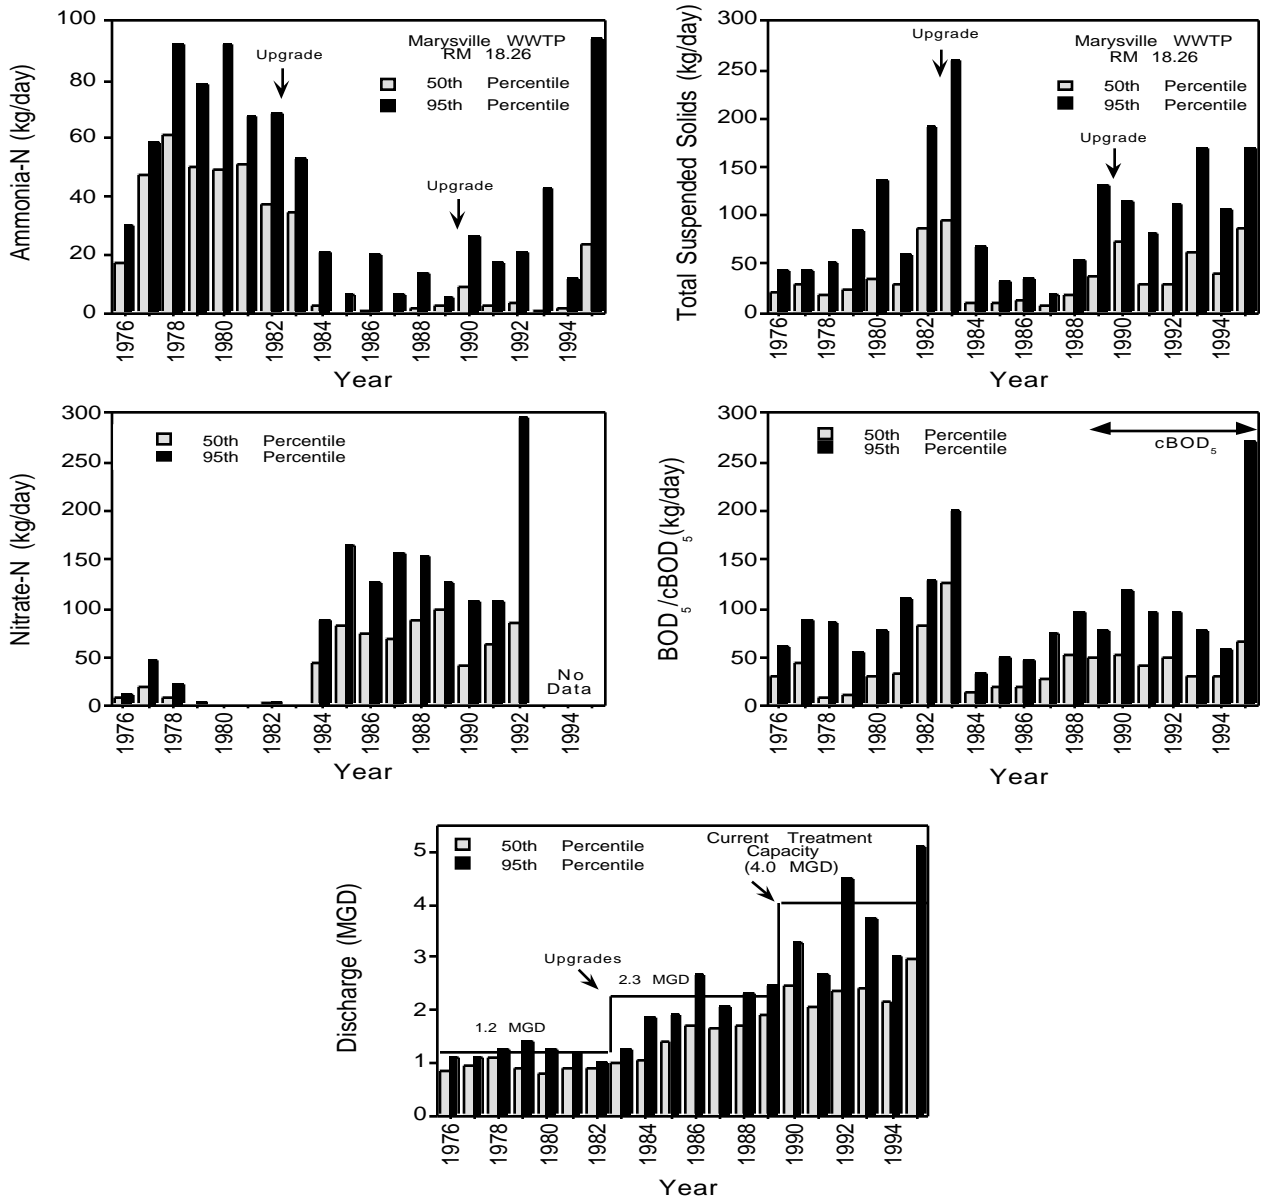 Ammonia-N (kg/day)
100
80
60
40
20
0
Upgrade
Marysville WWTP
RM 18.26
50th Percentile
95th Percentile
Upgrade
1976
1978
1980
1982
1984
1986
1988
1990
1992
1994
Year
Total Suspended Solids (kg/day)
300
250
200
150
100
50
0
Upgrade
Marysville WWTP
RM 18.26
50th Percentile
95th Percentile
Upgrade
1976
1978
1980
1982
1984
1986
1988
1990
1992
1994
Year
Nitrate-N (kg/day)
300
250
200
150
100
50
0
50th Percentile
95th Percentile
No
Data
1976
1978
1980
1982
1984
1986
1988
1990
1992
1994
Year
BOD5/cBOD5 (kg/day)
300
250
200
150
100
50
0
50th Percentile
95th Percentile
cBOD5
1976
1978
1980
1982
1984
1986
1988
1990
1992
1994
Year
Discharge (MGD)
5
4
3
2
1
0
50th Percentile
95th Percentile
Current Treatment
Capacity
(4.0 MGD)
Upgrades
2.3 MGD
1.2 MGD
1976
1978
1980
1982
1984
1986
1988
1990
1992
1994
Year